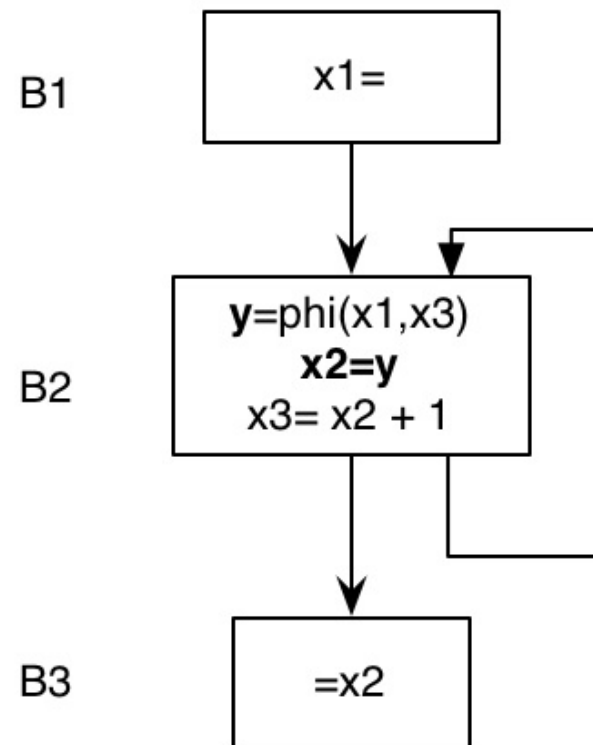 B1
x1=
B2
y=phi(x1,x3)
x2=y
x3= x2 + 1
B3
=x2